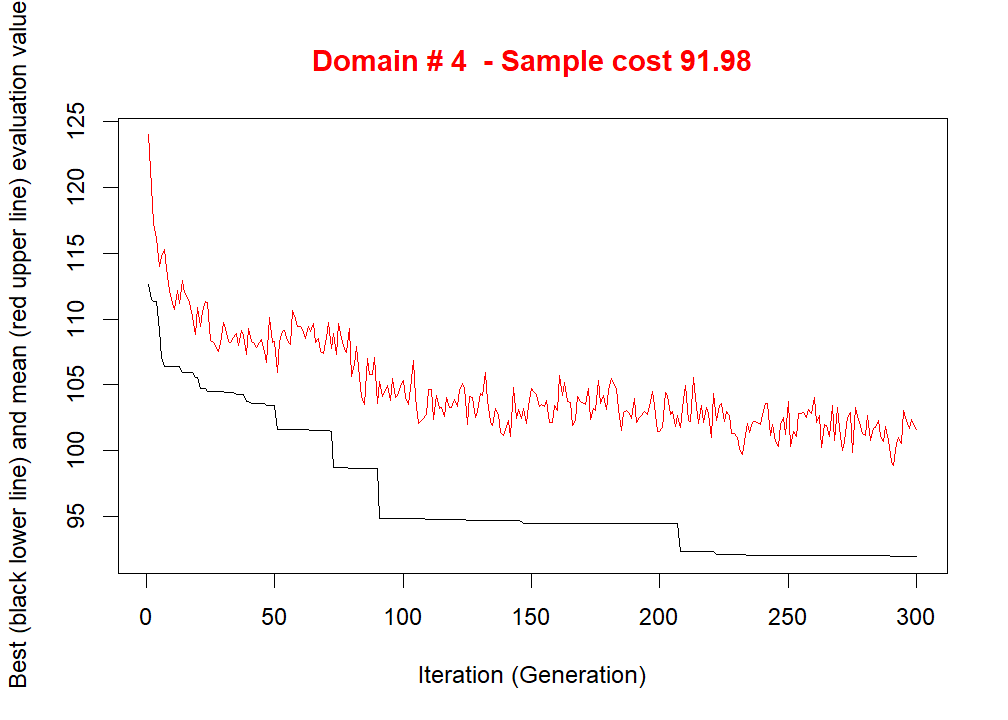 Domain # 4 - Sample cost 91.98
Best (black lower line) and mean (red upper line) evaluation value
125
120
115
110
105
100
95
0 50 100 150 200 250 300
Iteration (Generation)